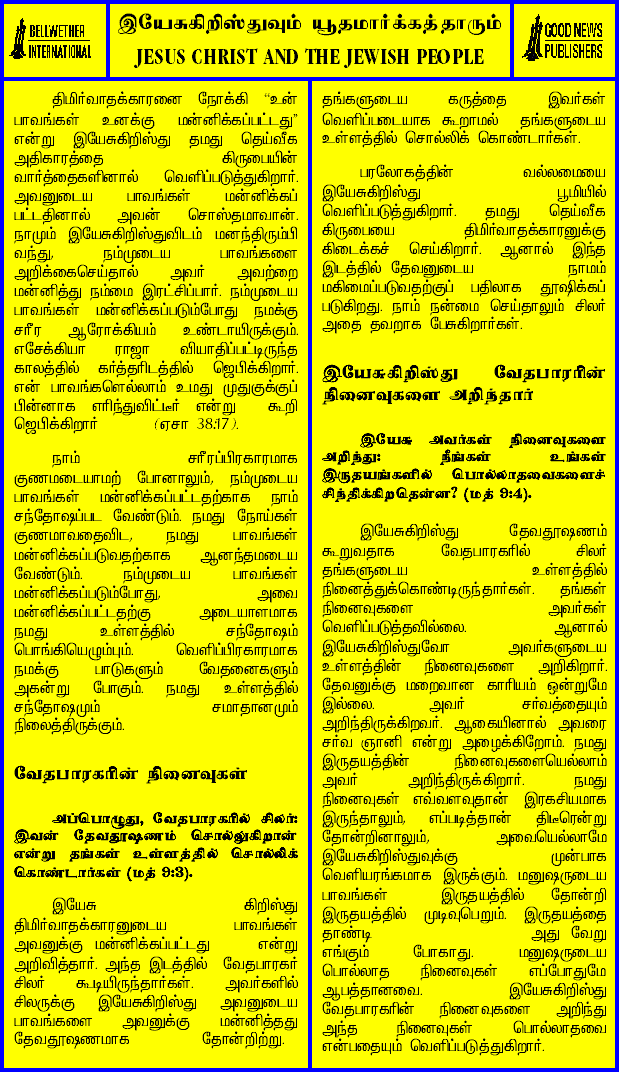 BELLWETHER
INTERNATIONAL
இயேசுகிறிஸ்துவும் யூதமார்க்கத்தாரும்
JESUS CHRIST AND THE JEWISH PEOPLE
GOOD NEWS
PUBLISHERS
திமிர்வாதக்காரனை நோக்கி “உன்
பாவங்கள் உனக்கு மன்னிக்கப்பட்டது”
என்று இயேசுகிறிஸ்து தமது தெய்வீக
அதிகாரத்தை கிருபையின்
வார்த்தைகளினால் வெளிப்படுத்துகிறார்.
அவனுடைய பாவங்கள் மன்னிக்கப்
பட்டதினால் அவன் சொஸ்தமாவான்.
நாமும் இயேசுகிறிஸ்துவிடம் மனந்திரும்பி
வந்து, நம்முடைய பாவங்களை
அறிக்கைசெய்தால் அவர் அவற்றை
மன்னித்து நம்மை இரட்சிப்பார். நம்முடைய
பாவங்கள் மன்னிக்கப்படும்போது நமக்கு
சரீர ஆரோக்கியம் உண்டாயிருக்கும்.
எசேக்கியா ராஜா வியாதிப்பட்டிருந்த
காலத்தில் கர்த்தரிடத்தில் ஜெபிக்கிறார்.
என் பாவங்களெல்லாம் உமது முதுகுக்குப்
பின்னாக எரிந்துவிட்டீர் என்று கூறி
ஜெபிக்கிறார் (ஏசா 38:17).
நாம் சரீரப்பிரகாரமாக
குணமடையாமற் போனாலும், நம்முடைய
பாவங்கள் மன்னிக்கப்பட்டதற்காக நாம்
சந்தோஷப்பட வேண்டும். நமது நோய்கள்
குணமாவதைவிட, நமது பாவங்கள்
மன்னிக்கப்படுவதற்காக ஆனந்தமடைய
வேண்டும். நம்முடைய பாவங்கள்
மன்னிக்கப்படும்போது, அவை
மன்னிக்கப்பட்டதற்கு அடையாளமாக
நமது உள்ளத்தில் சந்தோஷம்
பொங்கியெழும்பும். வெளிப்பிரகாரமாக
நமக்கு பாடுகளும் வேதனைகளும்
அகன்று போகும். நமது உள்ளத்தில்
சந்தோஷமும் சமாதானமும்
நிலைத்திருக்கும்.
வேதபாரகரின் நினைவுகள்
அப்பொழுது, வேதபாரகரில் சிலர்:
இவன் தேவதூஷணம் சொல்லுகிறான்
என்று தங்கள் உள்ளத்தில் சொல்லிக்
கொண்டார்கள் (மத் 9:3).
இயேசு கிறிஸ்து
திமிர்வாதக்காரனுடைய பாவங்கள்
அவனுக்கு மன்னிக்கப்பட்டது என்று
அறிவித்தார். அந்த இடத்தில் வேதபாரகர்
சிலர் கூடியிருந்தார்கள். அவர்களில்
சிலருக்கு இயேசுகிறிஸ்து அவனுடைய
பாவங்களை அவனுக்கு மன்னித்தது
தேவதூஷணமாக தோன்றிற்று.
தங்களுடைய கருத்தை இவர்கள்
வெளிப்படையாக கூறாமல் தங்களுடைய
உள்ளத்தில் சொல்லிக் கொண்டார்கள்.
பரலோகத்தின் வல்லமையை
இயேசுகிறிஸ்து பூமியில்
வெளிப்படுத்துகிறார். தமது தெய்வீக
கிருபையை திமிர்வாதக்காரனுக்கு
கிடைக்கச் செய்கிறார். ஆனால் இந்த
இடத்தில் தேவனுடைய நாமம்
மகிமைப்படுவதற்குப் பதிலாக தூஷிக்கப்
படுகிறது. நாம் நன்மை செய்தாலும் சிலர்
அதை தவறாக பேசுகிறார்கள்.
இயேசுகிறிஸ்து வேதபாரரின்
நினைவுகளை அறிந்தார்
இயேசு அவர்கள் நினைவுகளை
அறிந்து: நீங்கள் உங்கள்
இருதயங்களில் பொல்லாதவைகளைச்
சிந்திக்கிறதென்ன? (மத் 9:4).
இயேசுகிறிஸ்து தேவதூஷணம்
கூறுவதாக வேதபாரகரில் சிலர்
தங்களுடைய உள்ளத்தில்
நினைத்துக்கொண்டிருந்தார்கள். தங்கள்
நினைவுகளை அவர்கள்
வெளிப்படுத்தவில்லை. ஆனால்
இயேசுகிறிஸ்துவோ அவர்களுடைய
உள்ளத்தின் நினைவுகளை அறிகிறார்.
தேவனுக்கு மறைவான காரியம் ஒன்றுமே
இல்லை. அவர் சர்வத்தையும்
அறிந்திருக்கிறவர். ஆகையினால் அவரை
சர்வ ஞானி என்று அழைக்கிறோம். நமது
இருதயத்தின் நினைவுகளையெல்லாம்
அவர் அறிந்திருக்கிறார். நமது
நினைவுகள் எவ்வளவுதான் இரகசியமாக
இருந்தாலும், எப்படித்தான் திடீரென்று
தோன்றினாலும், அவையெல்லாமே
இயேசுகிறிஸ்துவுக்கு முன்பாக
வெளியரங்கமாக இருக்கும். மனுஷருடைய
பாவங்கள் இருதயத்தில் தோன்றி
இருதயத்தில் முடிவுபெறும். இருதயத்தை
தாண்டி அது வேறு
எங்கும் போகாது. மனுஷருடைய
பொல்லாத நினைவுகள் எப்போதுமே
ஆபத்தானவை. இயேசுகிறிஸ்து
வேதபாரகரின் நினைவுகளை அறிந்து
அந்த நினைவுகள் பொல்லாதவை
என்பதையும் வெளிப்படுத்துகிறார்.